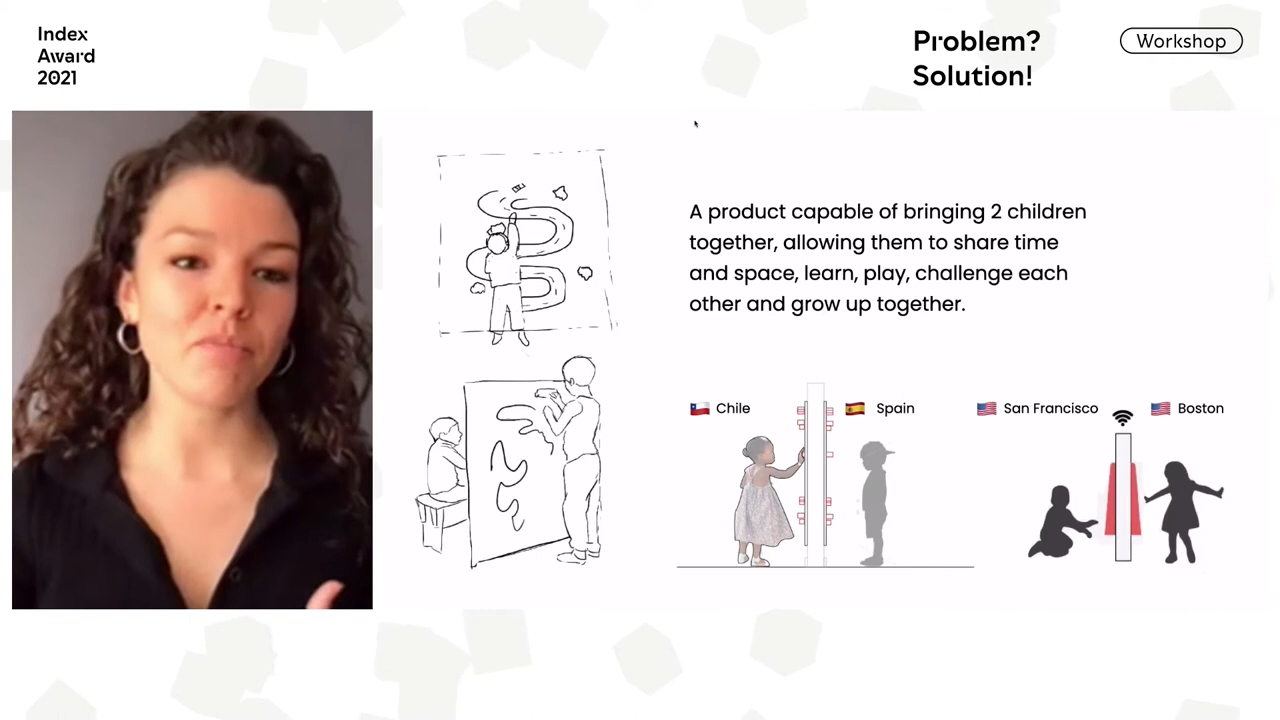 Index
Award
2021
Problem?
Solution!
Workshop
A product capable of bringing 2 children
together, allowing them to share time
and space, learn, play, challenge each
other and grow up together.
Chile
Spain
San Francisco
Boston